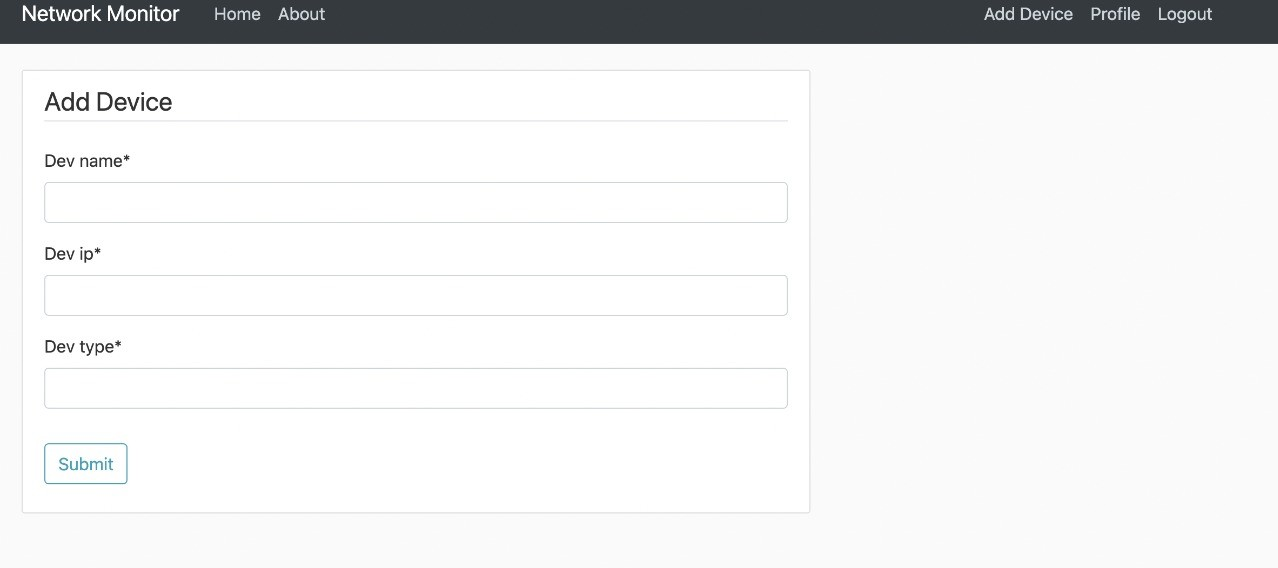 Network Monitor Home About Add Device Profile Logout
Add Device
Dev name*
Dev ip*
Dev type*
Submit